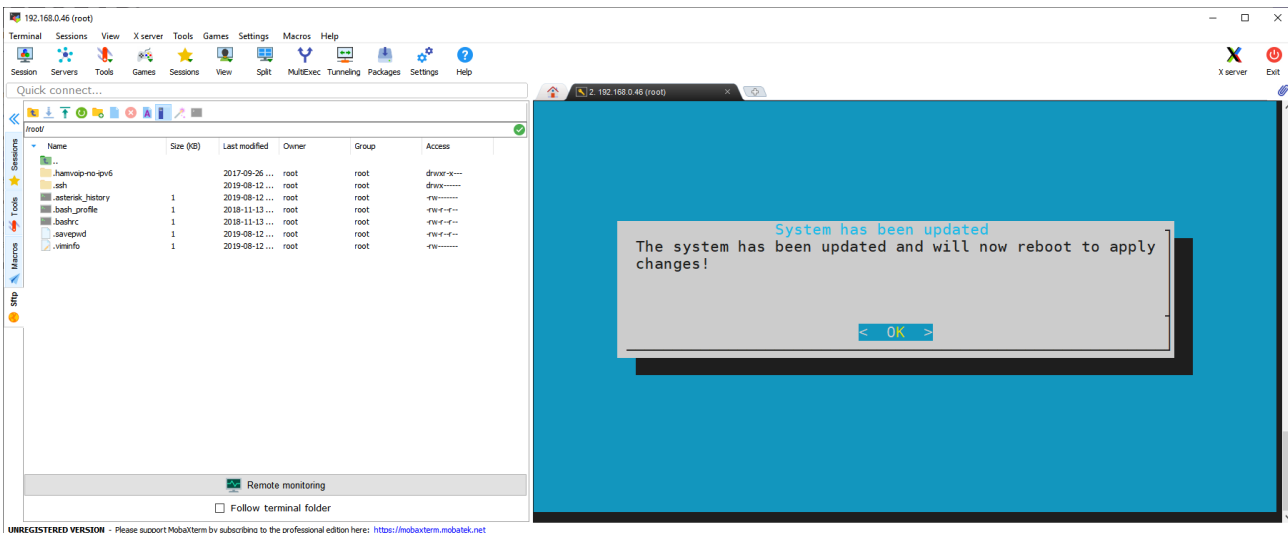 192.168.0.46 (root)
Terminal Sessions View X server Tools Games Settings Macros Help
Session Servers Tools Games Sessions View Split MultiExec Tunneling Packages Settings Help X server Exit
Quick connect...
2. 192.168.0.46 (root)
/root/
Name Size (KB) Last modified Owner Group Access
..
.hamvoip-no-ipv6 2017-09-26 ... root root drwxr-x---
.ssh 2019-08-12 ... root root drwx------
.asterisk_history 1 2019-08-12 ... root root -rw-------
.bash_profile 1 2018-11-13 ... root root -rw-r--r--
.bashrc 1 2018-11-13 ... root root -rw-r--r--
.savepwd 1 2019-08-12 ... root root -rw-r--r--
.viminfo 1 2019-08-12 ... root root -rw-------
Sessions
Tools
Macros
Sftp
System has been updated
The system has been updated and will now reboot to apply
changes!
< OK >
Remote monitoring
Follow terminal folder
UNREGISTERED VERSION - Please support MobaXterm by subscribing to the professional edition here: https://mobaxterm.mobatek.net